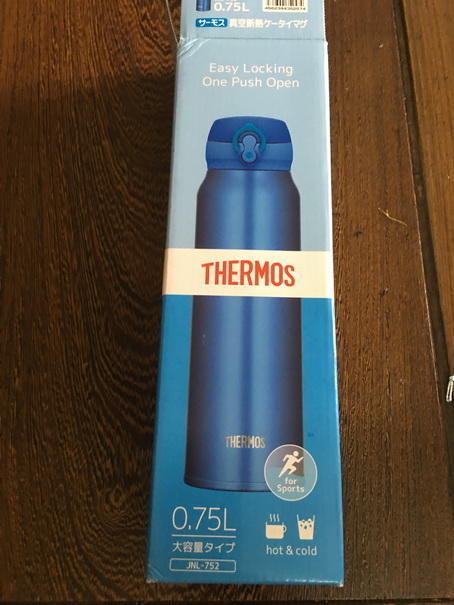 0.75L
サーモス 真空断熱ケータイマグ
Easy Locking
One Push Open
THERMOS
THERMOS
for
Sports
0.75L
大容量タイプ
JNL-752
hot & cold